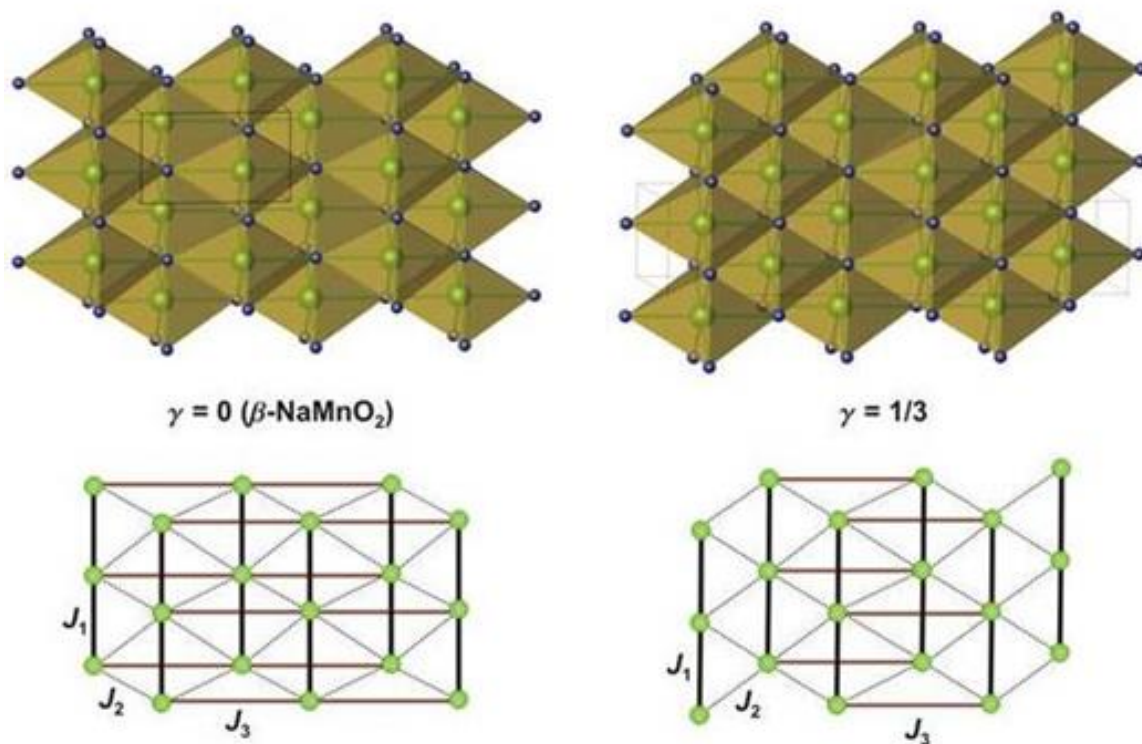 γ = 0 (β-NaMnO₂)
γ = 1/3
J₁
J₂
J₃
J₁
J₂
J₃